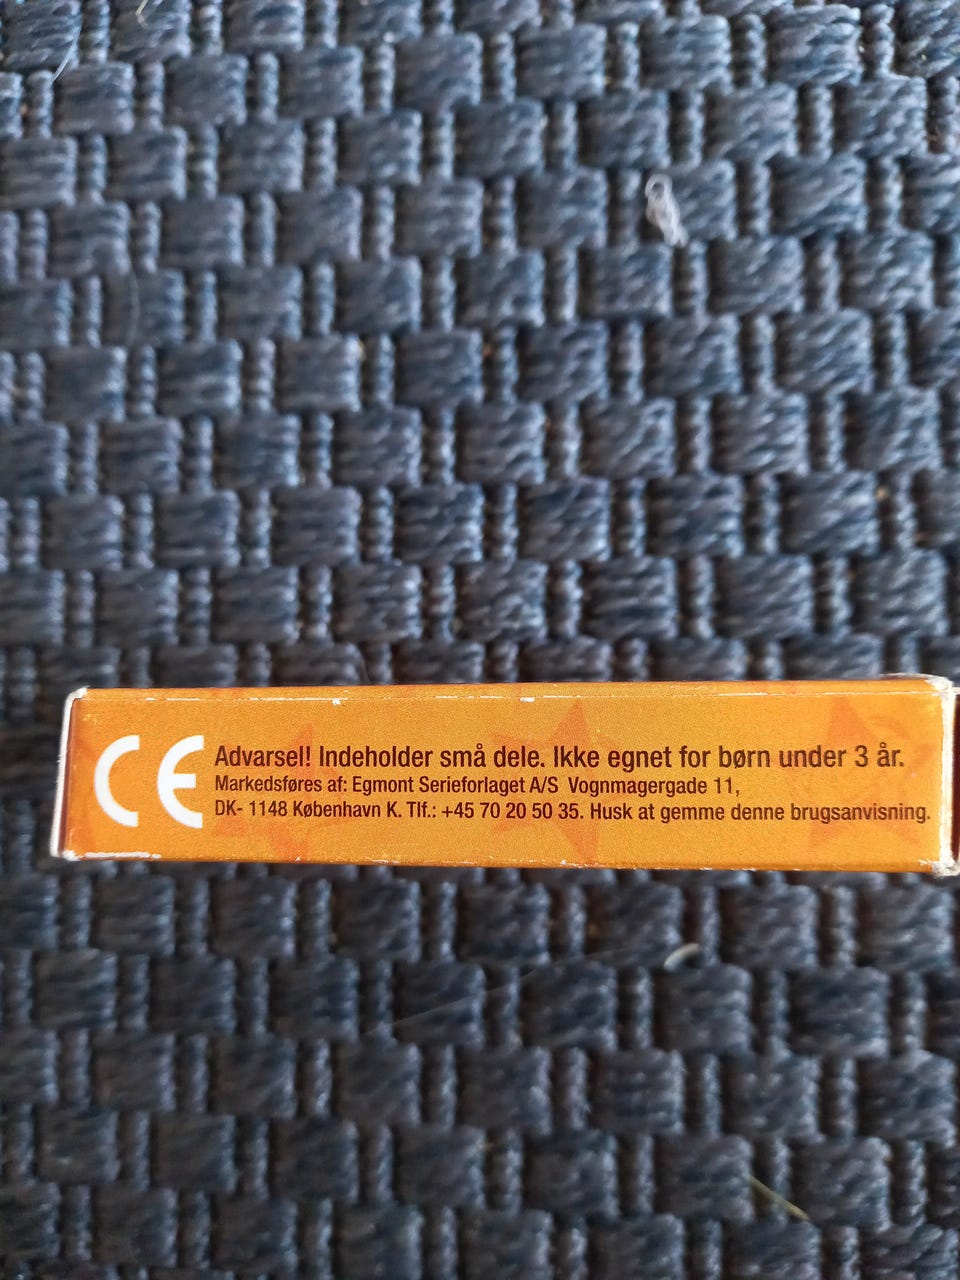 CE
Advarsel! Indeholder små dele. Ikke egnet for børn under 3 år.
Markedsføres af: Egmont Serieforlaget A/S Vognmagergade 11,
DK- 1148 København K. Tlf.: +45 70 20 50 35. Husk at gemme denne brugsanvisning.